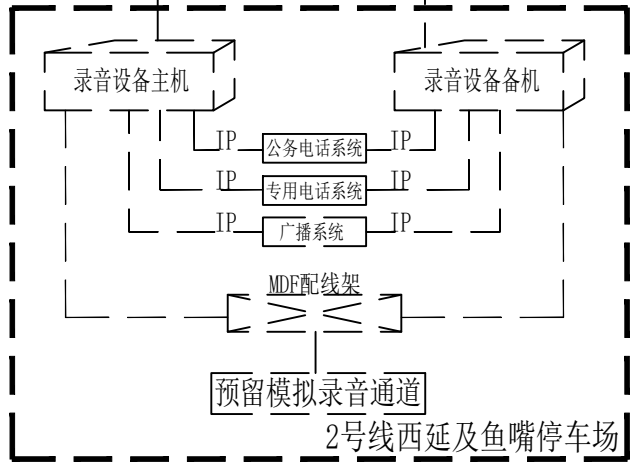 录音设备主机 录音设备备机
IP 公务电话系统 IP
IP 专用电话系统 IP
IP 广播系统 IP
MDF配线架
预留模拟录音通道
2号线西延及鱼嘴停车场